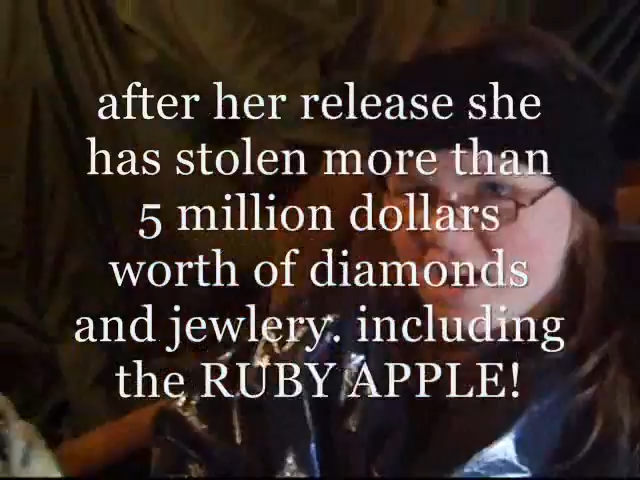 after her release she
has stolen more than
5 million dollars
worth of diamonds
and jewlery. including
the RUBY APPLE!